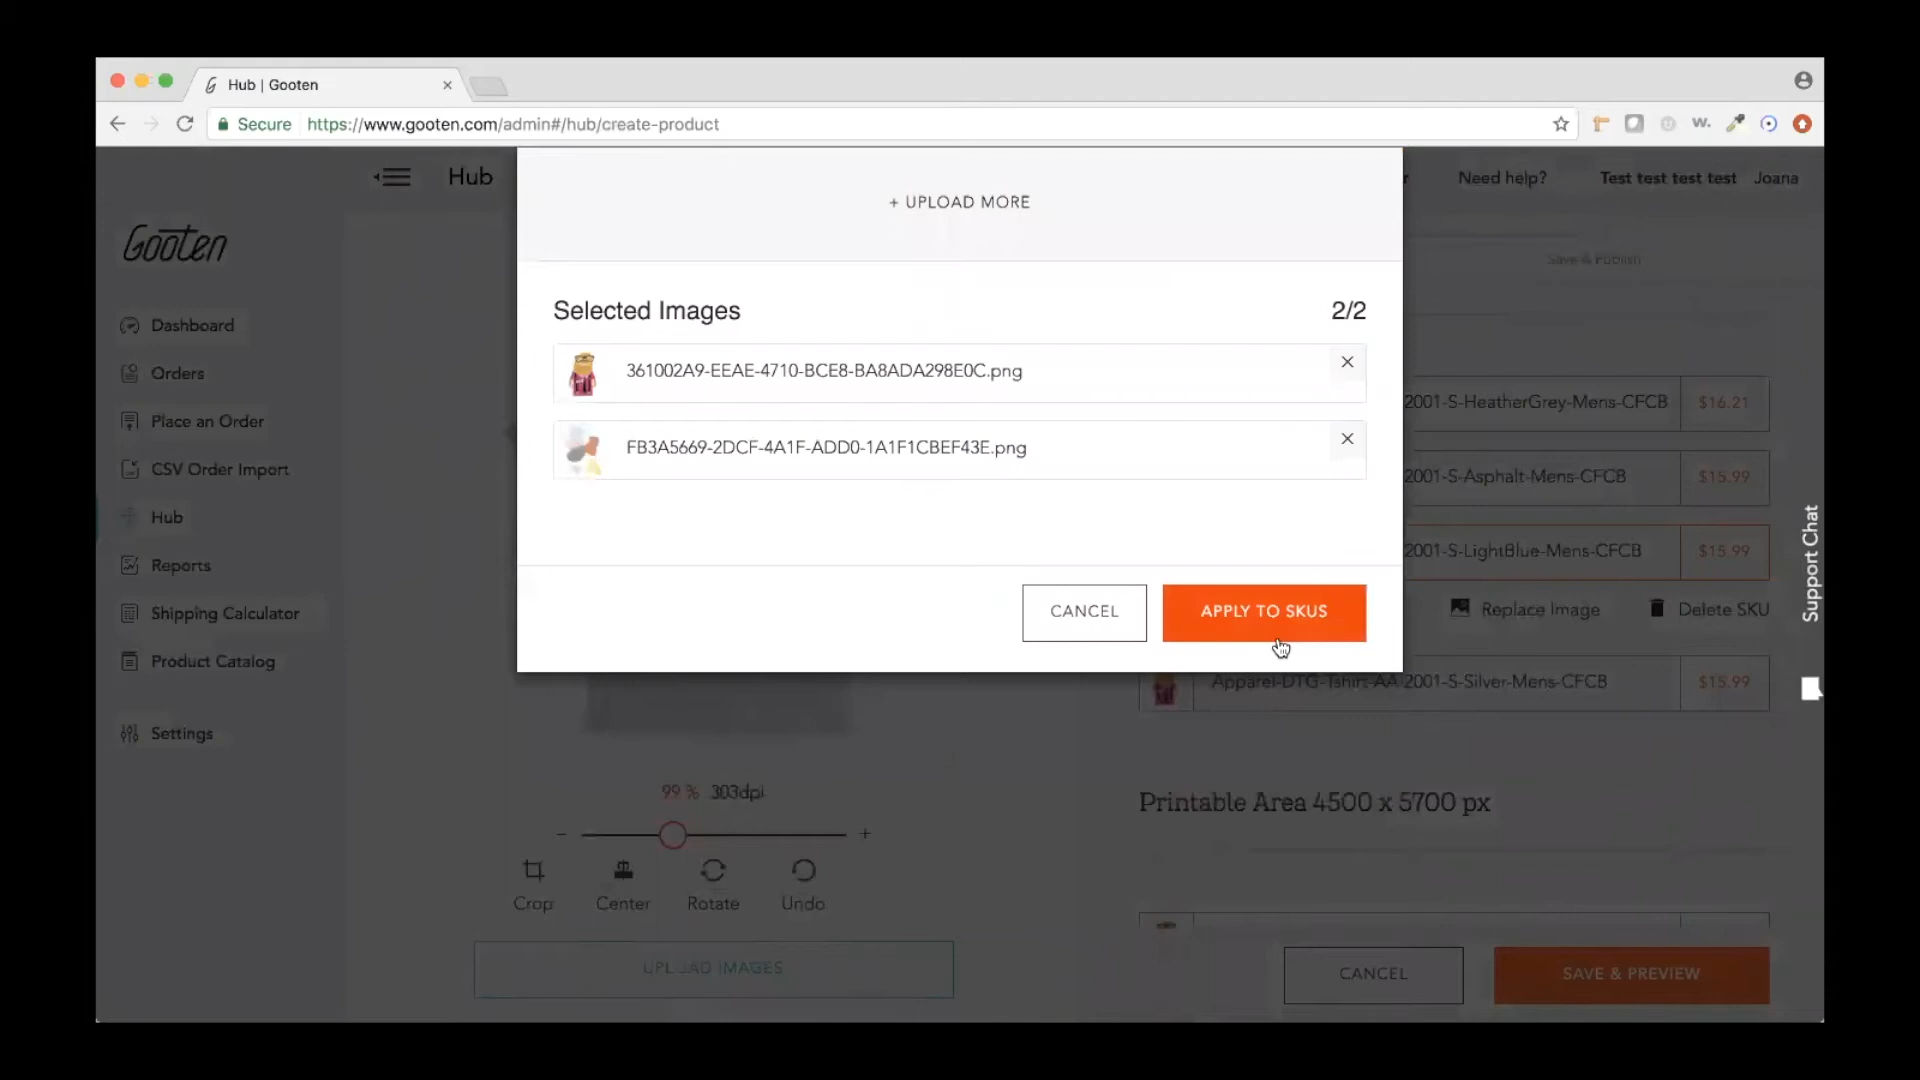 Hub | Gooten
Secure https://www.gooten.com/admin#/hub/create-product
Hub
Need help?
Test test test test
Joana
Gooten
Save & Publish
Dashboard
Orders
Place an Order
CSV Order Import
Hub
Reports
Shipping Calculator
Product Catalog
Settings
+ UPLOAD MORE
Selected Images
2/2
361002A9-EEAE-4710-BCE8-BA8ADA298E0C.png
FB3A5669-2DCF-4A1F-ADD0-1A1F1CBEF43E.png
CANCEL
APPLY TO SKUS
2001-S-HeatherGrey-Mens-CFCB $16.21
2001-S-Asphalt-Mens-CFCB $15.99
2001-S-LightBlue-Mens-CFCB $15.99
Replace Image
Delete SKU
Apparel-DTG-Tshirt-AA-2001-S-Silver-Mens-CFCB $15.99
Support Chat
Printable Area 4500 x 5700 px
99 % 303dpi
− +
Crop
Center
Rotate
Undo
UPLOAD IMAGES
CANCEL
SAVE & PREVIEW